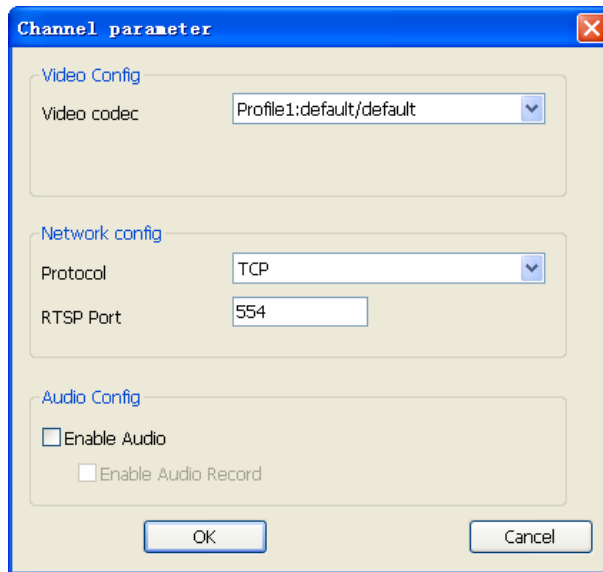 Channel parameter
Video Config
Video codec Profile1:default/default
Network config
Protocol TCP
RTSP Port 554
Audio Config
Enable Audio
Enable Audio Record
OK Cancel